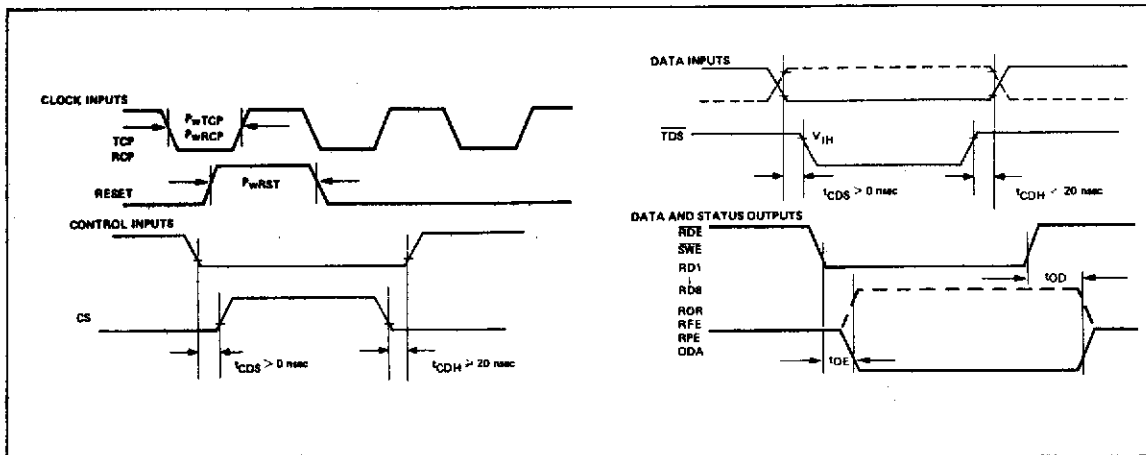 CLOCK INPUTS
PwTCP
PwRCP
TCP
RCP
RESET
PwRST
CONTROL INPUTS
CS
tCDS > 0 nsec
tCDH > 20 nsec
DATA INPUTS
TDS
VIH
tCDS > 0 nsec
tCDH < 20 nsec
DATA AND STATUS OUTPUTS
RDE
SWE
RD1
RD8
ROR
RFE
RPE
ODA
tOD
tOE